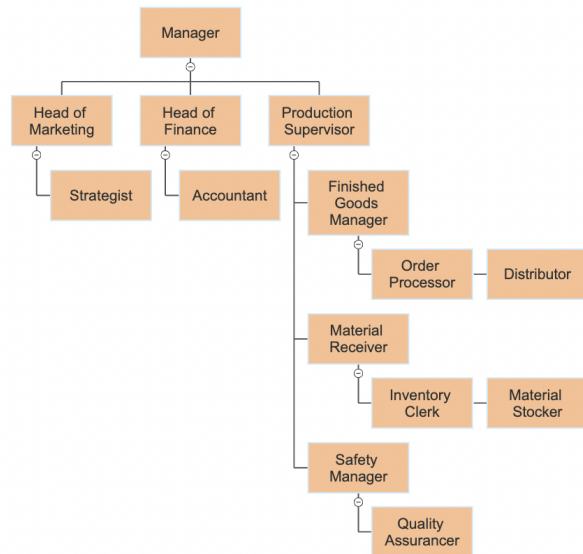 Manager
Head of
Marketing
Head of
Finance
Production
Supervisor
Strategist
Accountant
Finished
Goods
Manager
Order
Processor
Distributor
Material
Receiver
Inventory
Clerk
Material
Stocker
Safety
Manager
Quality
Assurancer